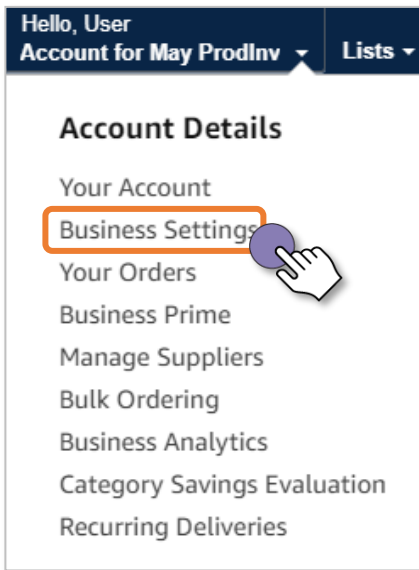 Hello, User
Account for May ProdInv Lists
Account Details
Your Account
Business Settings
Your Orders
Business Prime
Manage Suppliers
Bulk Ordering
Business Analytics
Category Savings Evaluation
Recurring Deliveries